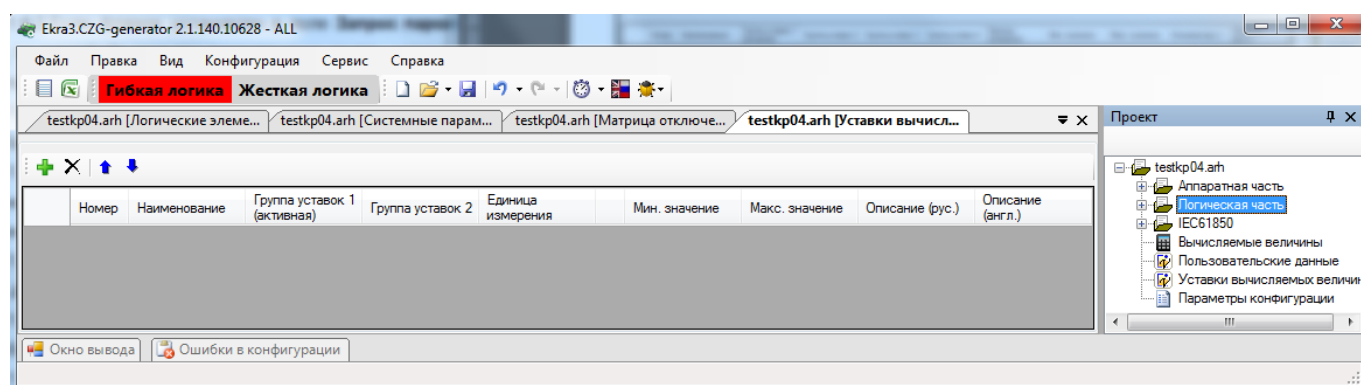 Ekra3.CZG-generator 2.1.140.10628 - ALL
Файл Правка Вид Конфигурация Сервис Справка
Гибкая логика Жесткая логика
testkp04.arh [Логические элеме... testkp04.arh [Системные парам... testkp04.arh [Матрица отключе... testkp04.arh [Уставки вычисл...
Номер Наименование Группа уставок 1 (активная) Группа уставок 2 Единица измерения Мин. значение Макс. значение Описание (рус.) Описание (англ.)
Проект
testkp04.arh
Аппаратная часть
Логическая часть
IEC61850
Вычисляемые величины
Пользовательские данные
Уставки вычисляемых величин
Параметры конфигурации
Окно вывода Ошибки в конфигурации